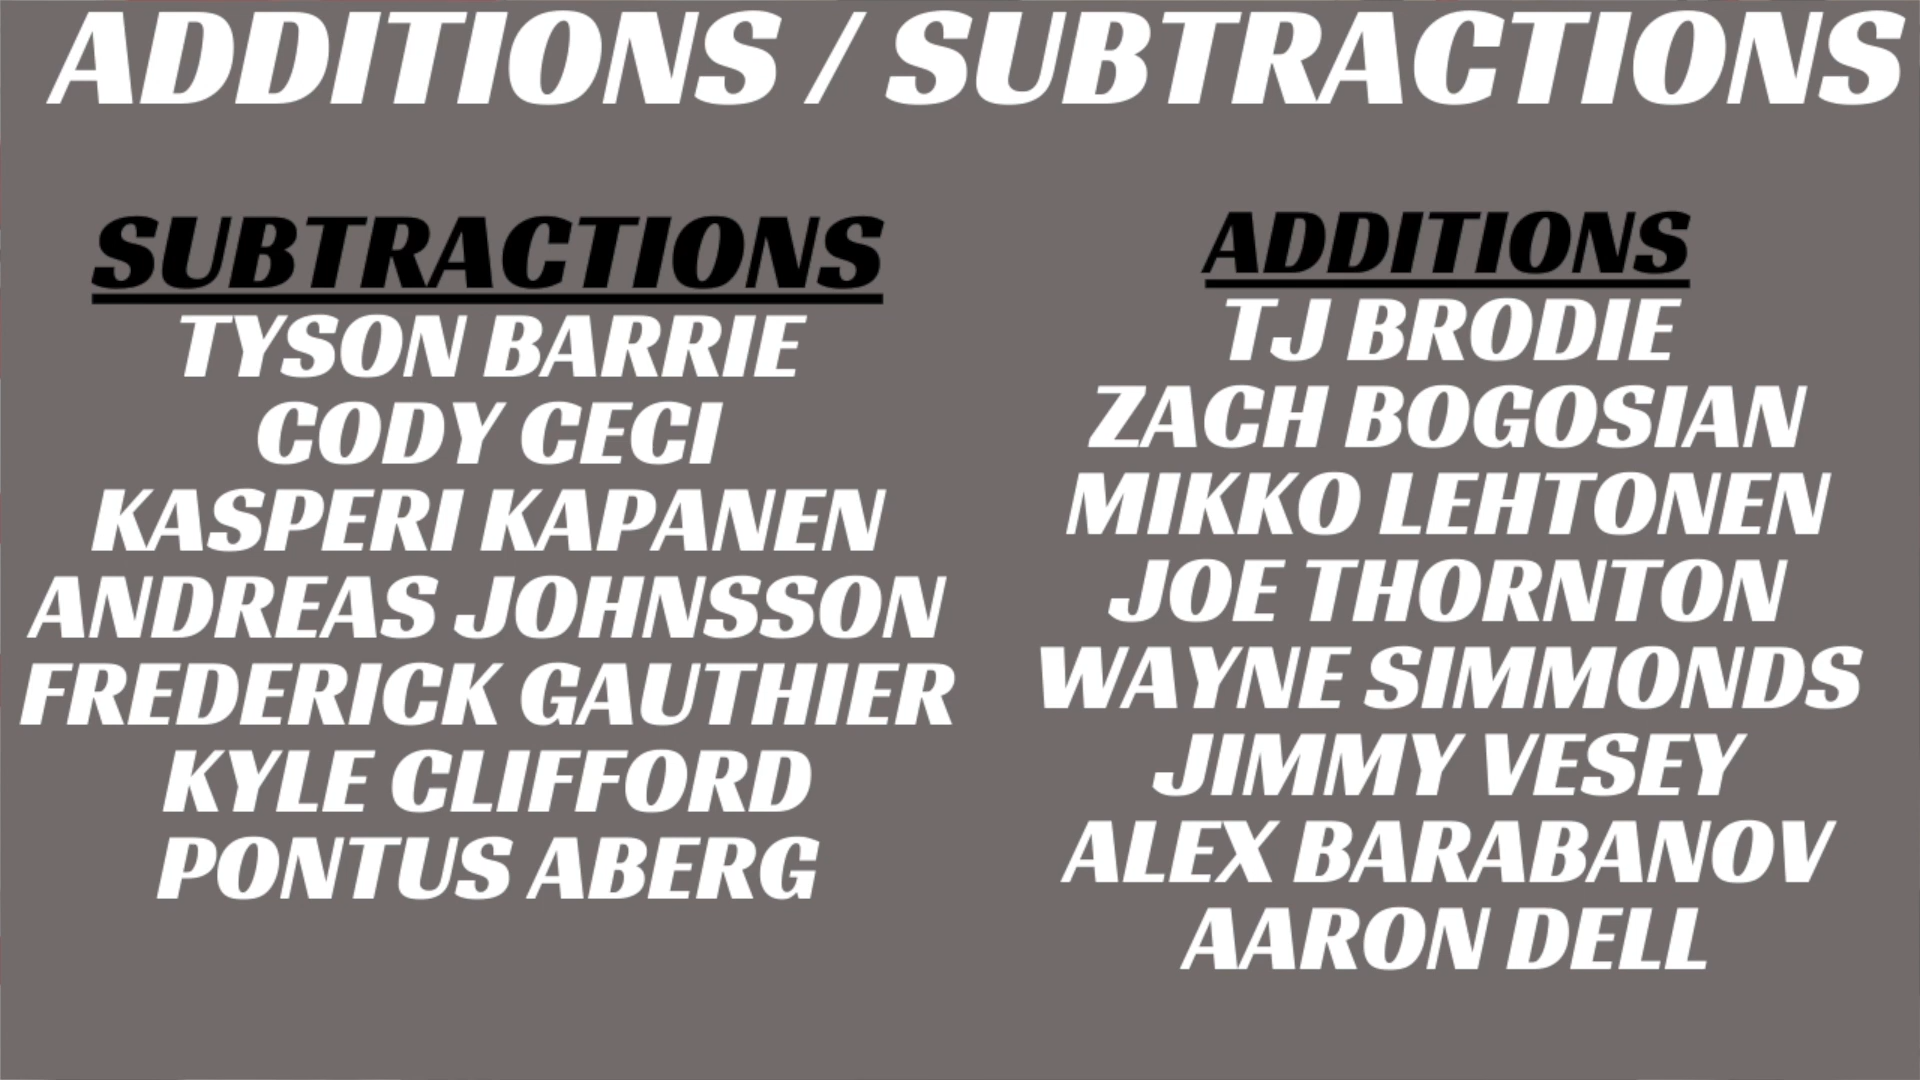 ADDITIONS / SUBTRACTIONS
SUBTRACTIONS
TYSON BARRIE
CODY CECI
KASPERI KAPANEN
ANDREAS JOHNSSON
FREDERICK GAUTHIER
KYLE CLIFFORD
PONTUS ABERG
ADDITIONS
TJ BRODIE
ZACH BOGOSIAN
MIKKO LEHTONEN
JOE THORNTON
WAYNE SIMMONDS
JIMMY VESEY
ALEX BARABANOV
AARON DELL